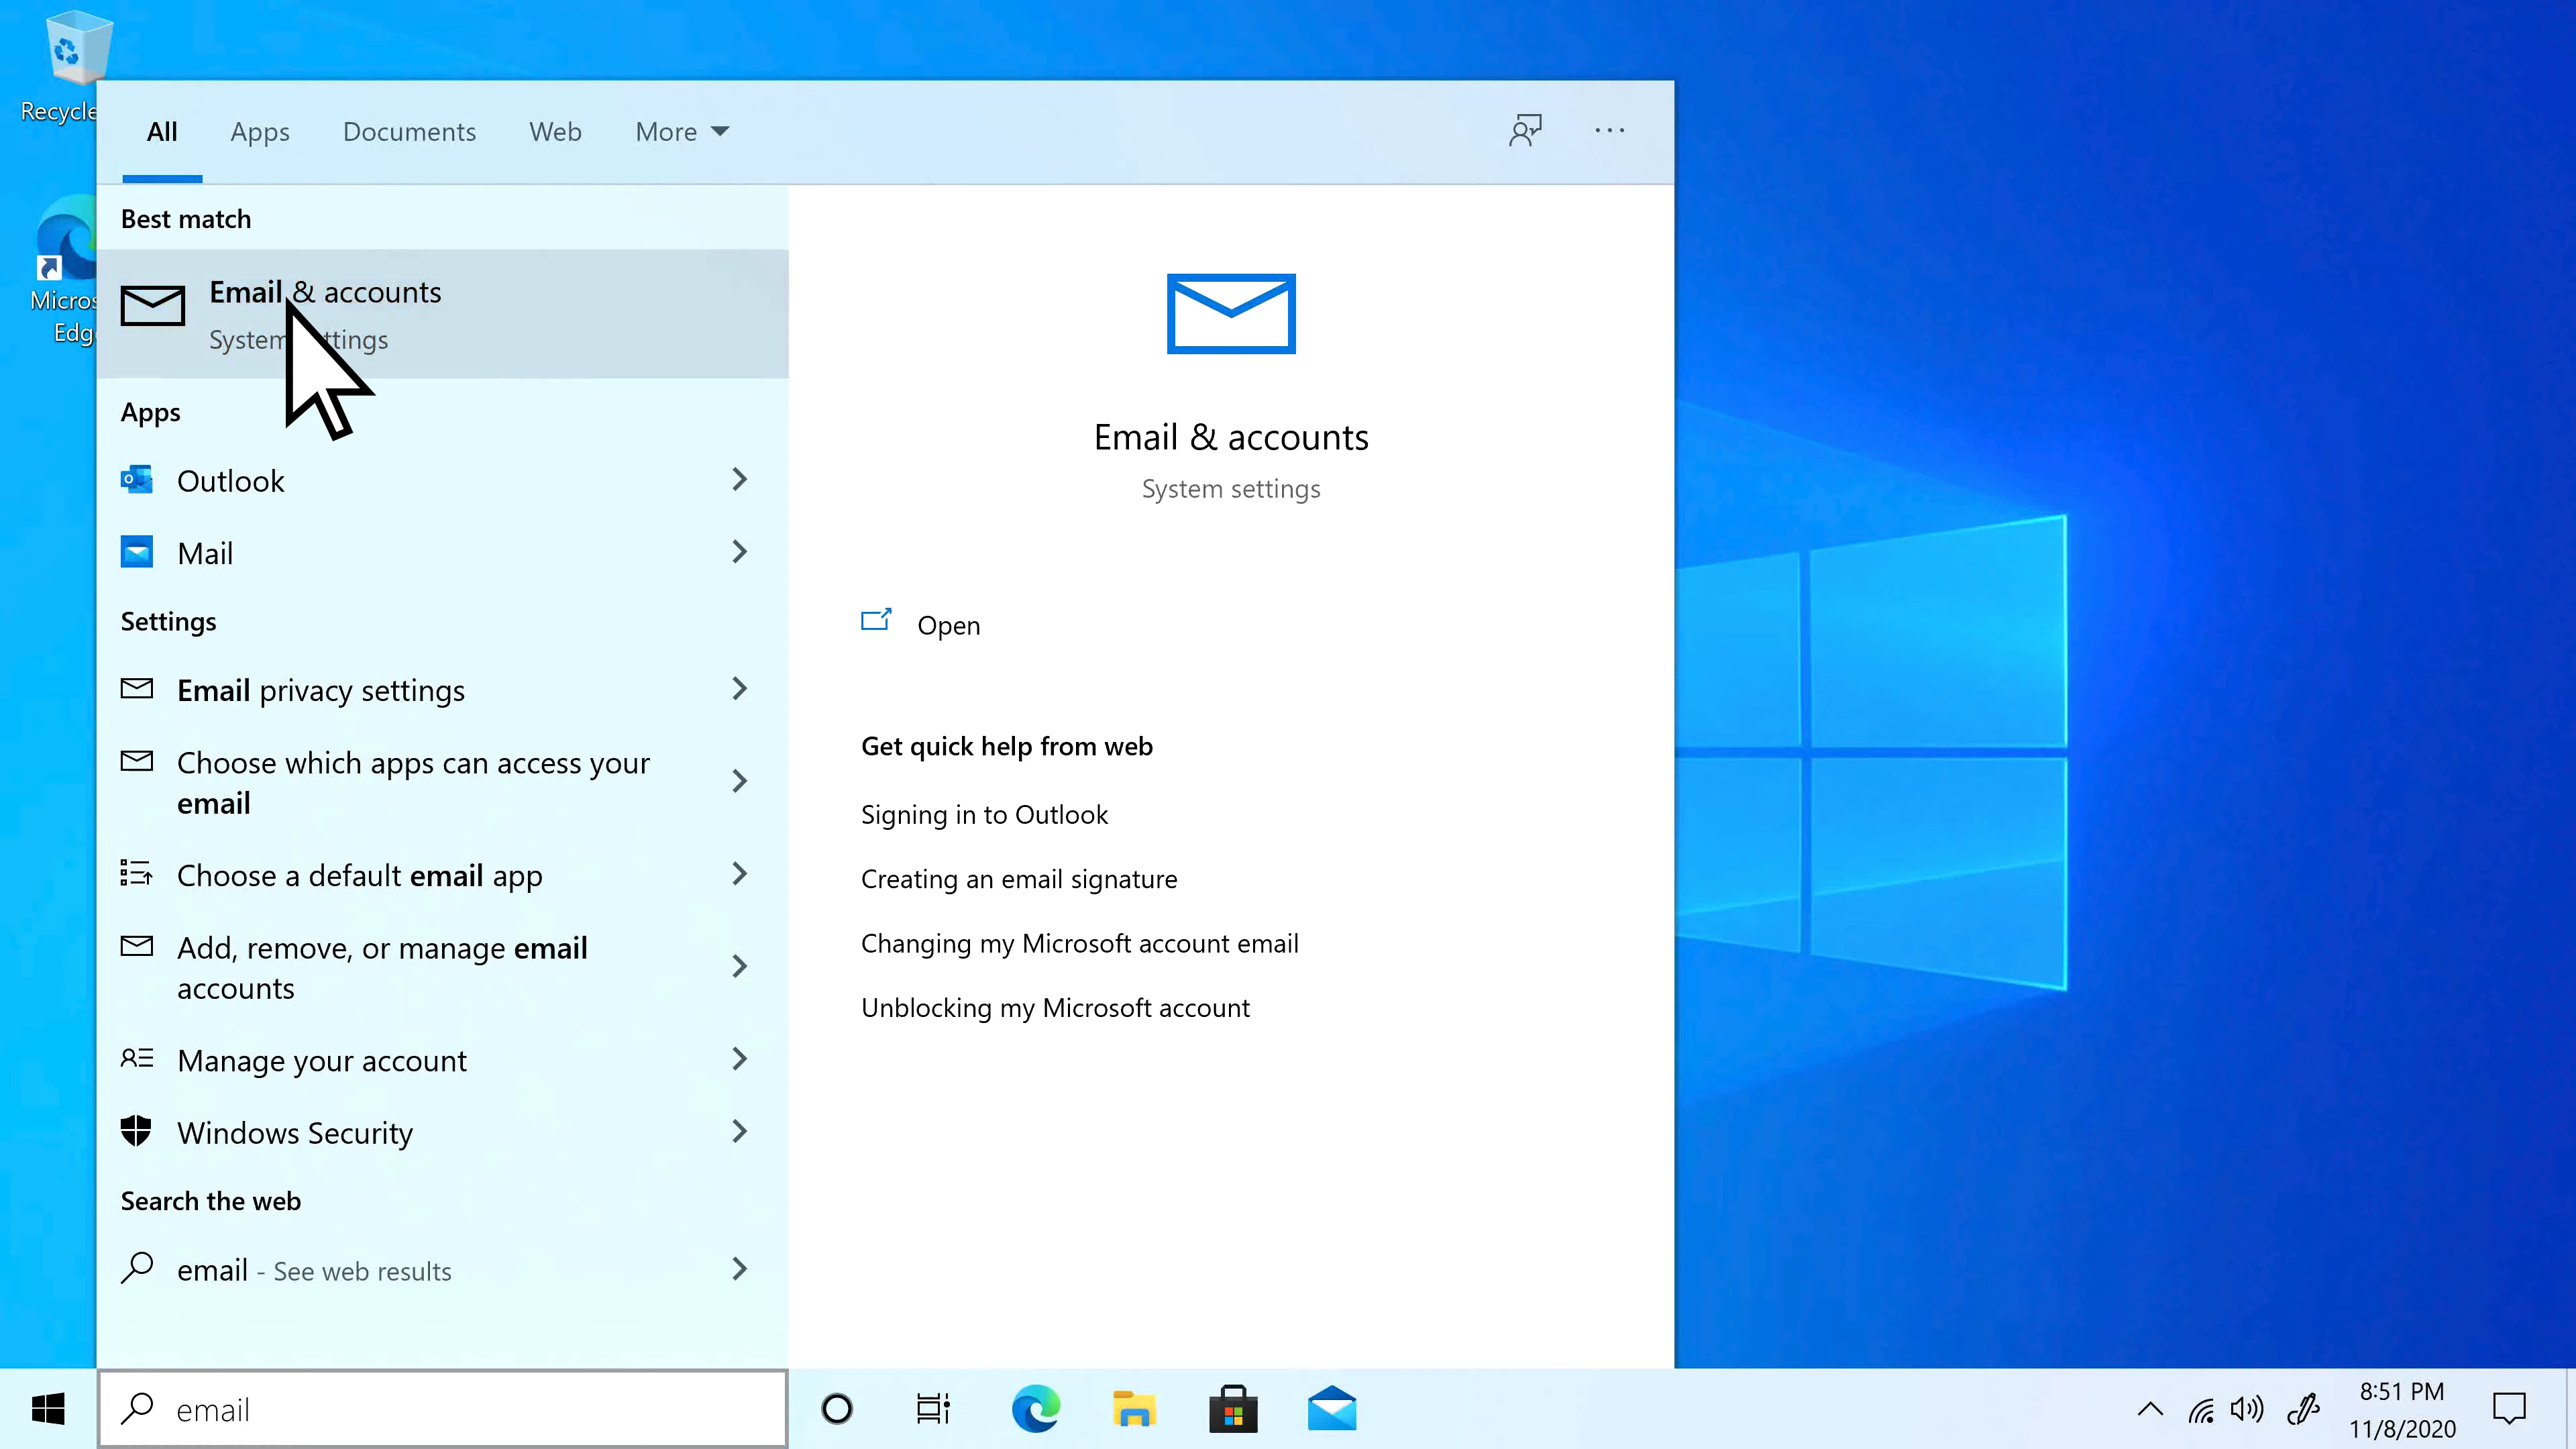 Recycle
Micros
Edg
All Apps Documents Web More
Best match
Email & accounts
System ttings
Apps
Outlook
Mail
Settings
Email privacy settings
Choose which apps can access your
email
Choose a default email app
Add, remove, or manage email
accounts
Manage your account
Windows Security
Search the web
email - See web results
Email & accounts
System settings
Open
Get quick help from web
Signing in to Outlook
Creating an email signature
Changing my Microsoft account email
Unblocking my Microsoft account
email
8:51 PM
11/8/2020